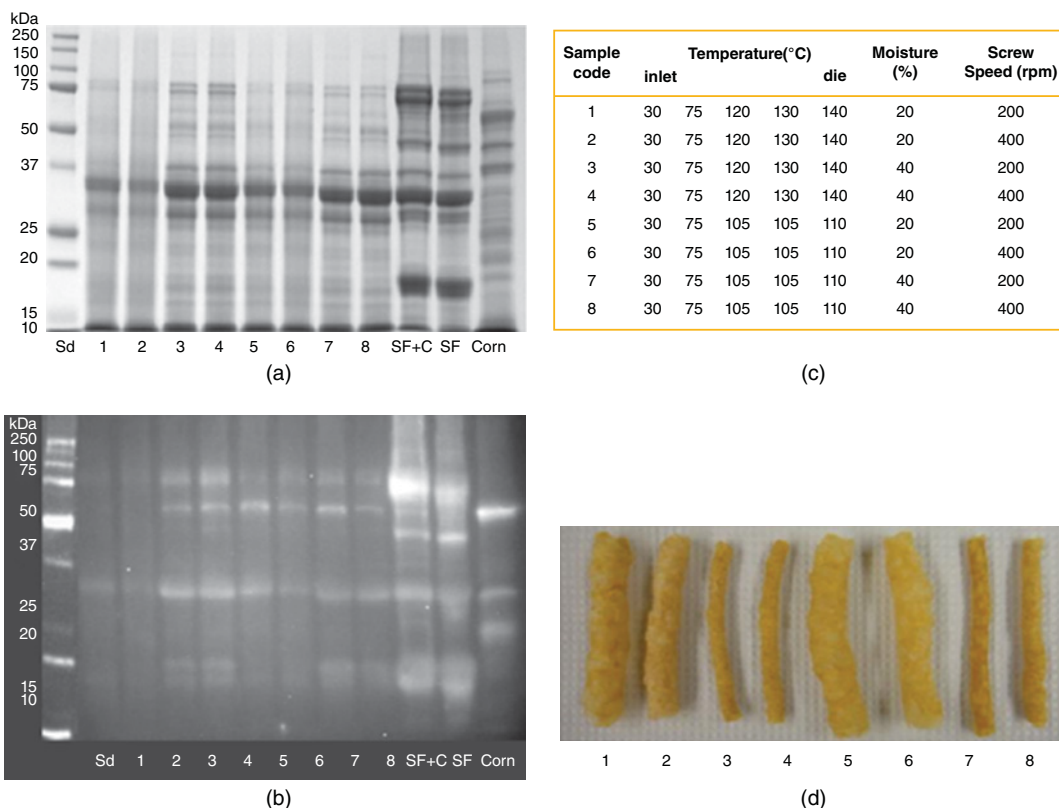 kDa
250
150
100
75
50
37
25
20
15
10
Sd 1 2 3 4 5 6 7 8 SF+C SF Corn
(a)
Sample code Temperature(°C) Moisture (%) Screw Speed (rpm)
inlet die
1 30 75 120 130 140 20 200
2 30 75 120 130 140 20 400
3 30 75 120 130 140 40 200
4 30 75 120 130 140 40 400
5 30 75 105 105 110 20 200
6 30 75 105 105 110 20 400
7 30 75 105 105 110 40 200
8 30 75 105 105 110 40 400
(c)
kDa
250
100
75
50
37
25
20
15
10
Sd 1 2 3 4 5 6 7 8 SF+C SF Corn
(b)
1 2 3 4 5 6 7 8
(d)